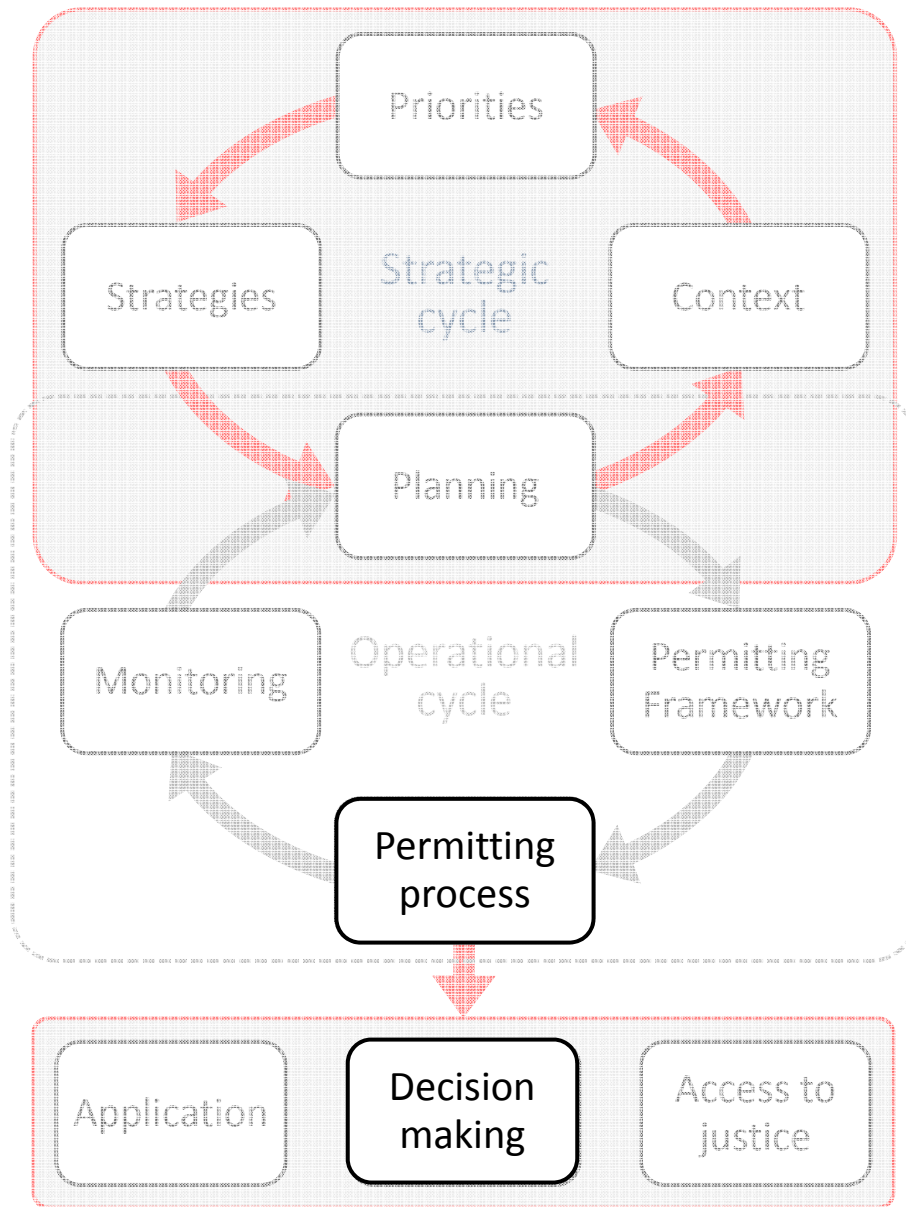 Priorities
Strategies
Strategic
cycle
Context
Planning
Monitoring
Operational
cycle
Permitting
Framework
Permitting
process
Application
Decision
making
Access to
justice